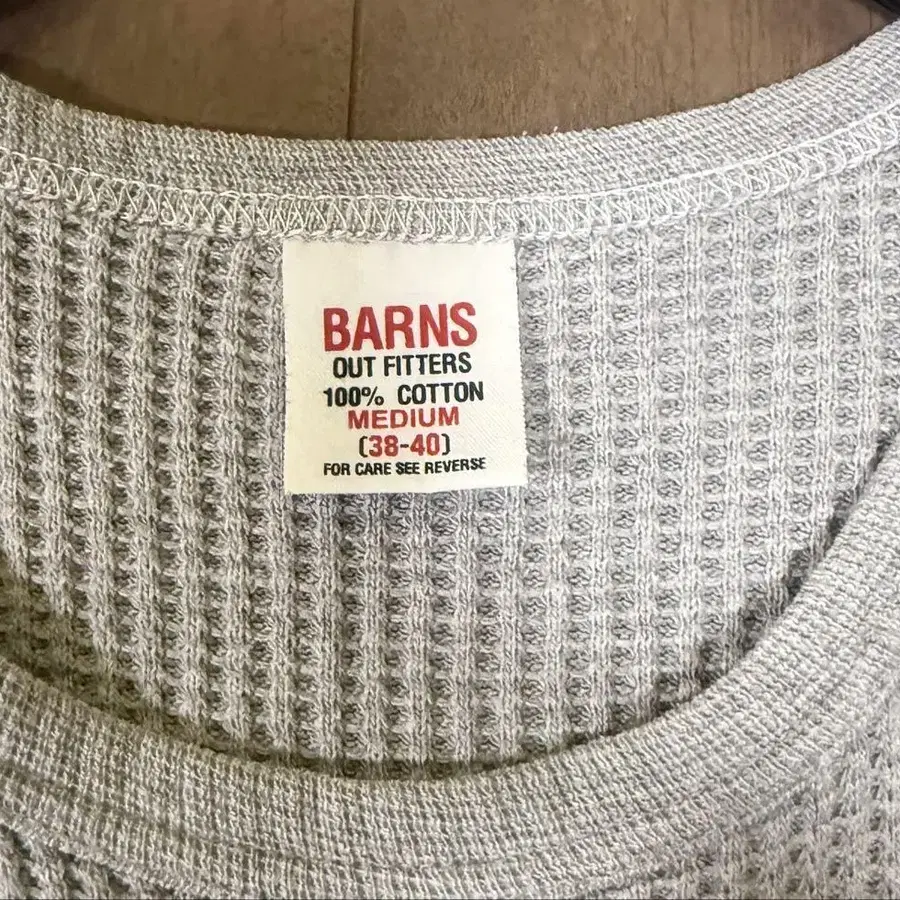 BARNS
OUT FITTERS
100% COTTON
MEDIUM
(38-40)
FOR CARE SEE REVERSE